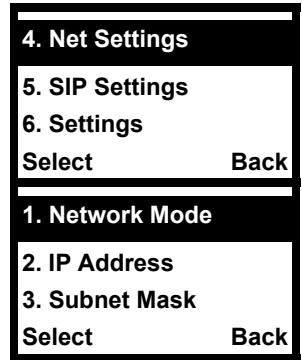 4. Net Settings
5. SIP Settings
6. Settings
Select Back
1. Network Mode
2. IP Address
3. Subnet Mask
Select Back